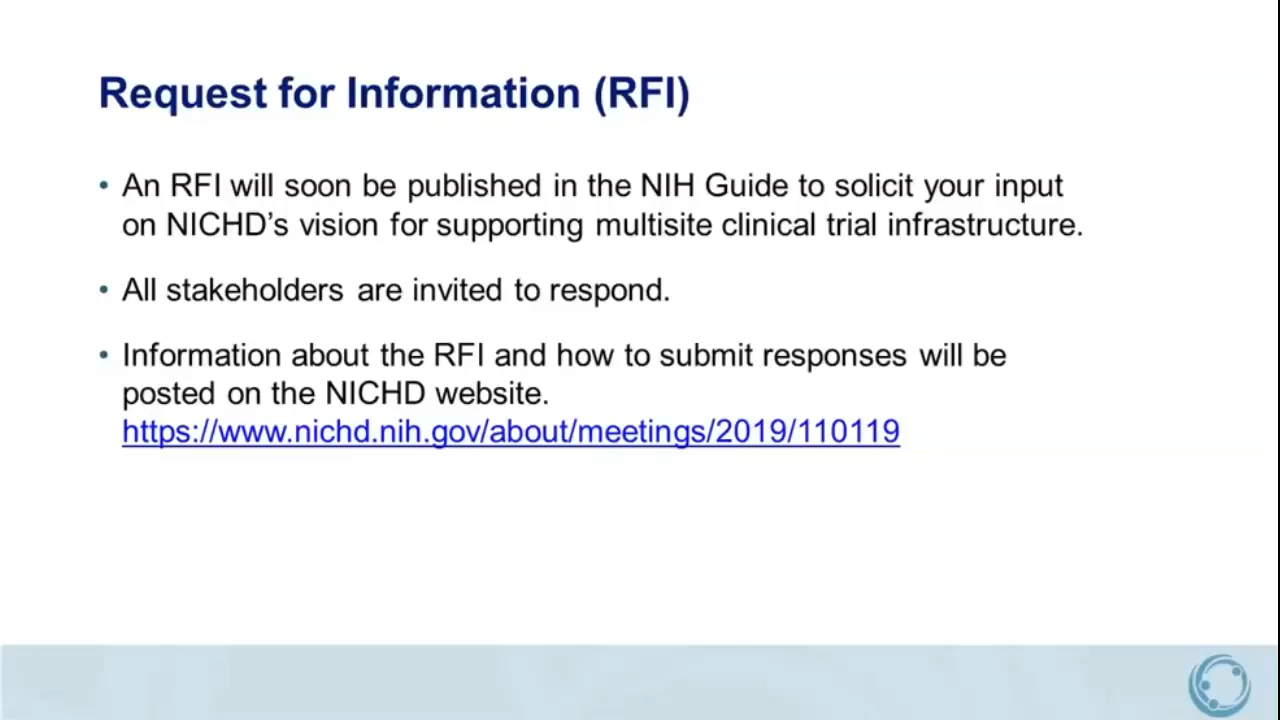 Request for Information (RFI)
• An RFI will soon be published in the NIH Guide to solicit your input
on NICHD’s vision for supporting multisite clinical trial infrastructure.
• All stakeholders are invited to respond.
• Information about the RFI and how to submit responses will be
posted on the NICHD website.
https://www.nichd.nih.gov/about/meetings/2019/110119